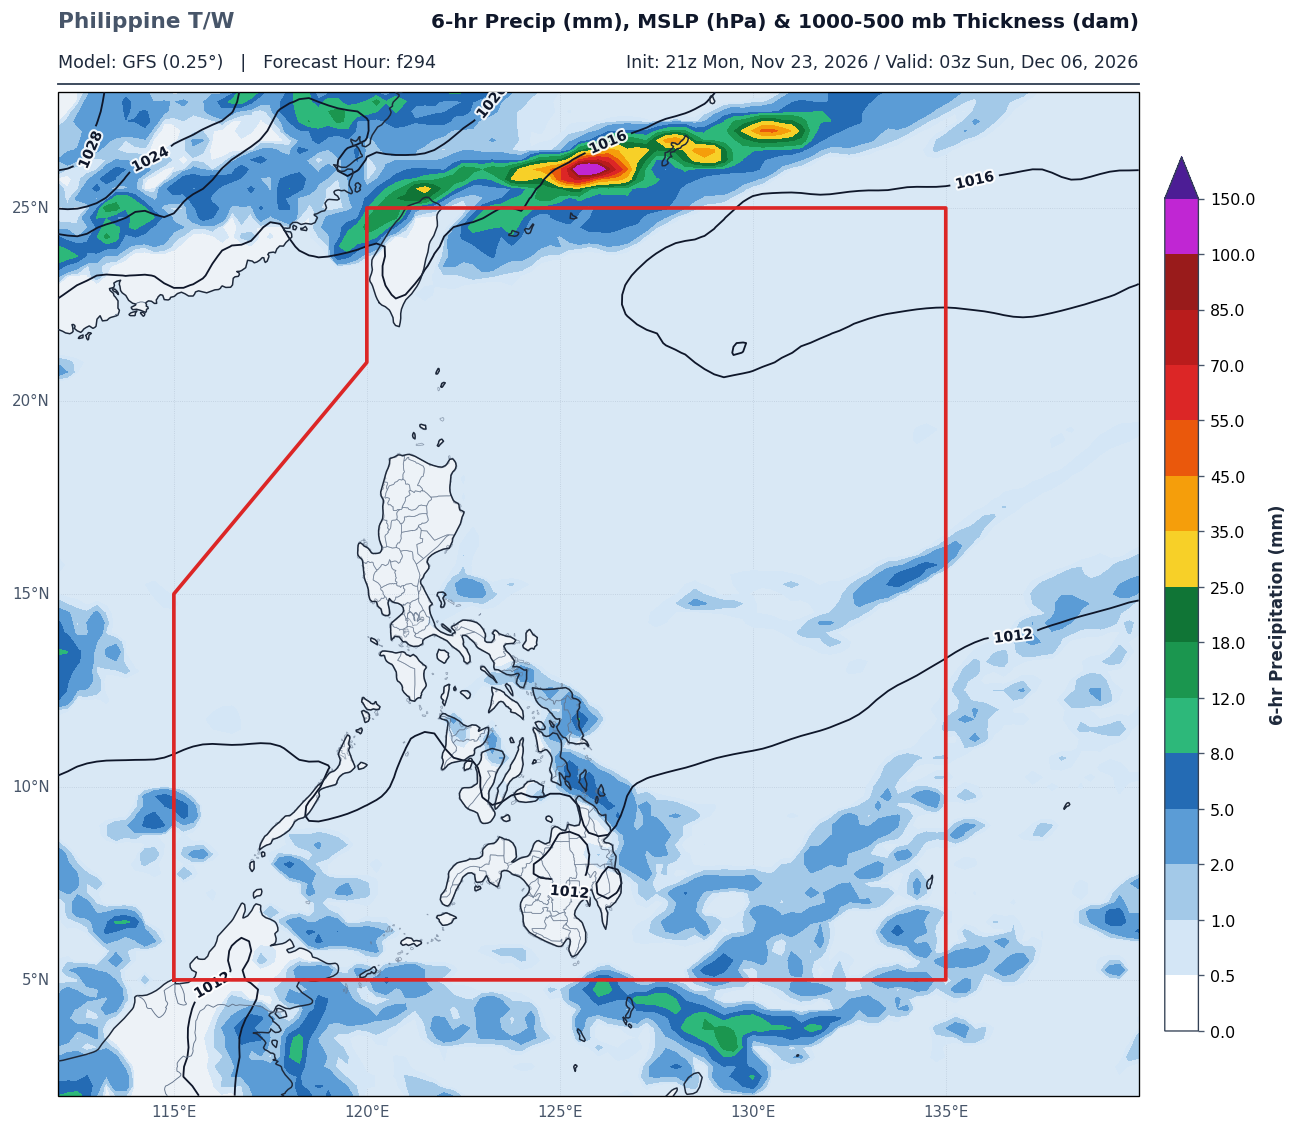 Philippine T/W
6-hr Precip (mm), MSLP (hPa) & 1000-500 mb Thickness (dam)
Model: GFS (0.25°) | Forecast Hour: f294
Init: 21z Mon, Nov 23, 2026 / Valid: 03z Sun, Dec 06, 2026
1028
1024
1020
1016
1016
1012
1012
1012
25°N
20°N
15°N
10°N
5°N
115°E
120°E
125°E
130°E
135°E
150.0
100.0
85.0
70.0
55.0
45.0
35.0
25.0
18.0
12.0
8.0
5.0
2.0
1.0
0.5
0.0
6-hr Precipitation (mm)